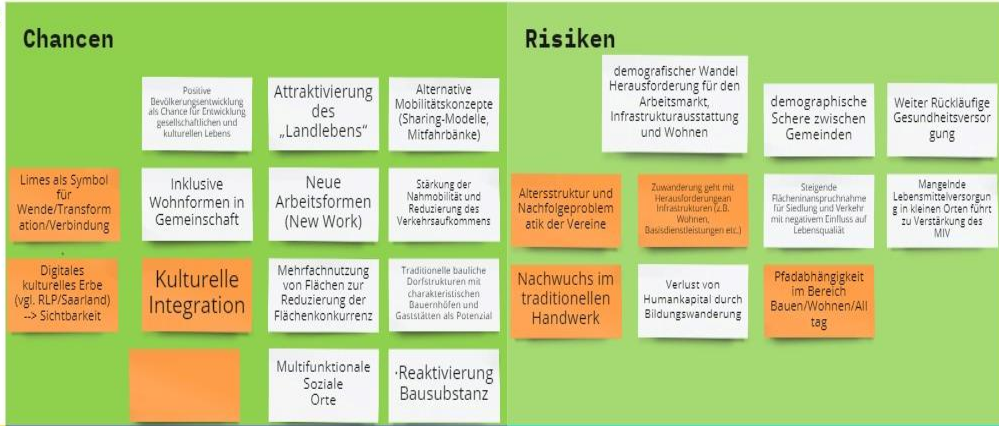 Chancen
Positive
Bevölkerungsentwicklung
als Chance für Entwicklung
gesellschaftlichen und
kulturellen Lebens
Attraktivierung
des
„Landlebens“
Alternative
Mobilitätskonzepte
(Sharing-Modelle,
Mitfahrbänke)
Limes als Symbol
für
Wende/Transform
ation/Verbindung
Inklusive
Wohnformen in
Gemeinschaft
Neue
Arbeitsformen
(New Work)
Stärkung der
Nahmobilität und
Reduzierung des
Verkehrsaufkommens
Digitales
kulturelles Erbe
(vgl. RLP/Saarland)
--> Sichtbarkeit
Kulturelle
Integration
Mehrfachnutzung
von Flächen zur
Reduzierung der
Flächenkonkurrenz
Traditionelle bauliche
Dorfstrukturen mit
charakteristischen
Bauernhöfen und
Gaststätten als Potenzial
Multifunktionale
Soziale
Orte
·Reaktivierung
Bausubstanz
Risiken
demografischer Wandel
Herausforderung für den
Arbeitsmarkt,
Infrastrukturausstattung
und Wohnen
demographische
Schere zwischen
Gemeinden
Weiter Rückläufige
Gesundheitsversor
gung
Altersstruktur und
Nachfolgeproblem
atik der Vereine
Zuwanderung geht mit
Herausforderungean
Infrastrukturen (z.B.
Wohnen,
Basisdienstleistungen etc.)
Steigende
Flächeninanspruchnahme
für Siedlung und Verkehr
mit negativem Einfluss auf
Lebensqualiät
Mangelnde
Lebensmittelversorgun
g in kleinen Orten führt
zu Verstärkung des
MIV
Nachwuchs im
traditionellen
Handwerk
Verlust von
Humankapital durch
Bildungswanderung
Pfadabhängigkeit
im Bereich
Bauen/Wohnen/All
tag